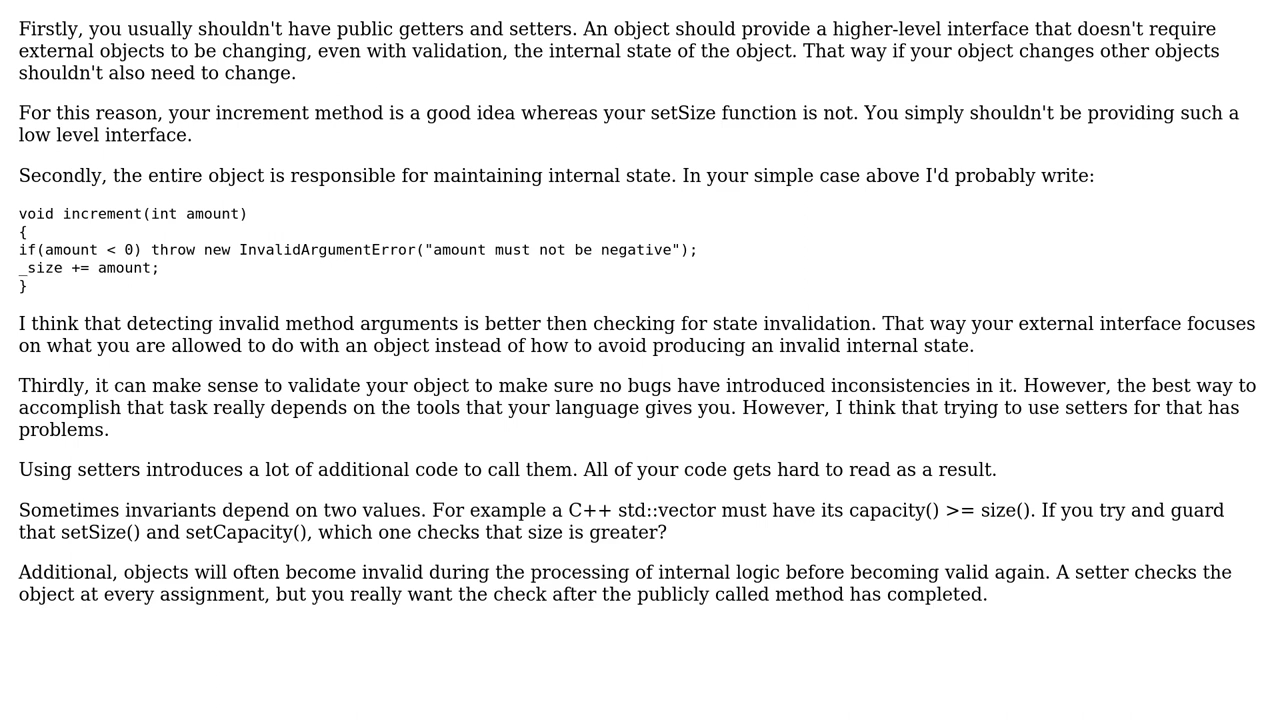 Firstly, you usually shouldn't have public getters and setters. An object should provide a higher-level interface that doesn't require
external objects to be changing, even with validation, the internal state of the object. That way if your object changes other objects
shouldn't also need to change.
For this reason, your increment method is a good idea whereas your setSize function is not. You simply shouldn't be providing such a
low level interface.
Secondly, the entire object is responsible for maintaining internal state. In your simple case above I'd probably write:
void increment(int amount)
{
if(amount < 0) throw new InvalidArgumentError("amount must not be negative");
_size += amount;
}
I think that detecting invalid method arguments is better then checking for state invalidation. That way your external interface focuses
on what you are allowed to do with an object instead of how to avoid producing an invalid internal state.
Thirdly, it can make sense to validate your object to make sure no bugs have introduced inconsistencies in it. However, the best way to
accomplish that task really depends on the tools that your language gives you. However, I think that trying to use setters for that has
problems.
Using setters introduces a lot of additional code to call them. All of your code gets hard to read as a result.
Sometimes invariants depend on two values. For example a C++ std::vector must have its capacity() >= size(). If you try and guard
that setSize() and setCapacity(), which one checks that size is greater?
Additional, objects will often become invalid during the processing of internal logic before becoming valid again. A setter checks the
object at every assignment, but you really want the check after the publicly called method has completed.